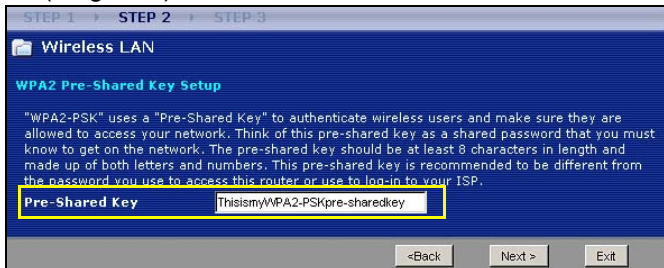 STEP 1 STEP 2 STEP 3
Wireless LAN
WPA2 Pre-Shared Key Setup
"WPA2-PSK" uses a "Pre-Shared Key" to authenticate wireless users and make sure they are
allowed to access your network. Think of this pre-shared key as a shared password that you must
know to get on the network. The pre-shared key should be at least 8 characters in length and
made up of both letters and numbers. This pre-shared key is recommended to be different from
the password you use to access this router or use to log-in to your ISP.
Pre-Shared Key ThisismyWPA2-PSKpre-sharedkey
<Back Next > Exit